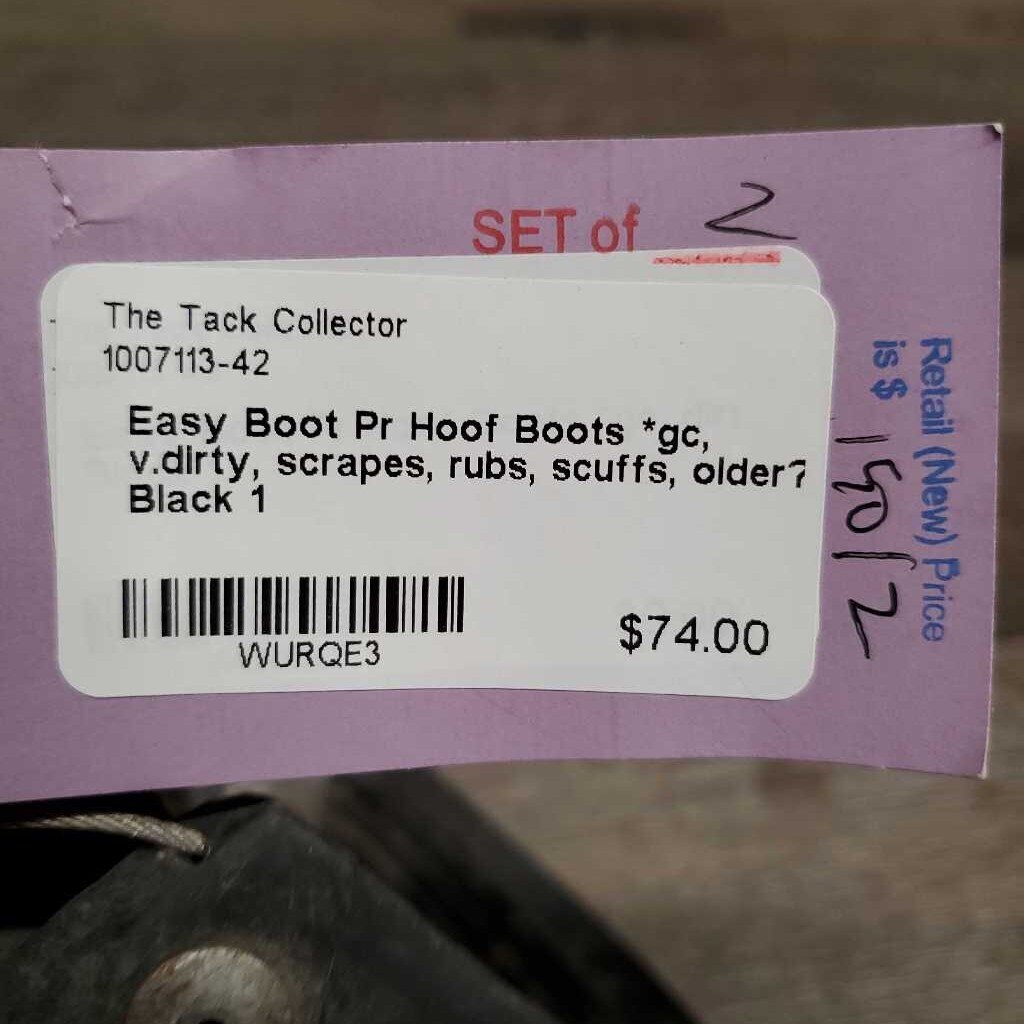 SET of 2
The Tack Collector
1007113-42
Easy Boot Pr Hoof Boots *gc,
v.dirty, scrapes, rubs, scuffs, older?
Black 1
WURQE3
$74.00
Retail (New) Price
is $ 150/2